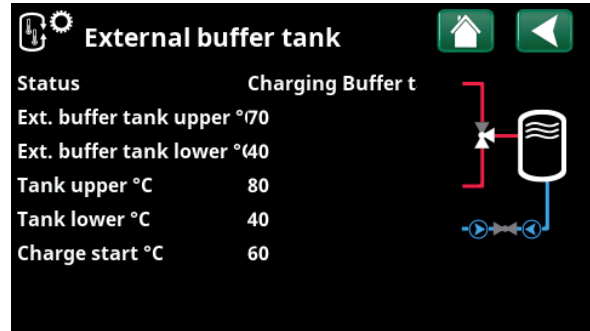 External buffer tank
Status Charging Buffer t
Ext. buffer tank upper °( 70
Ext. buffer tank lower °( 40
Tank upper °C 80
Tank lower °C 40
Charge start °C 60